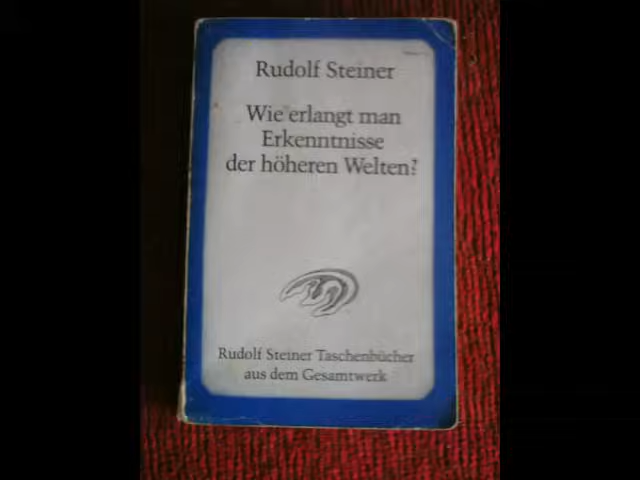 Rudolf Steiner
Wie erlangt man
Erkenntnisse
der höheren Welten?
Rudolf Steiner Taschenbücher
aus dem Gesamtwerk